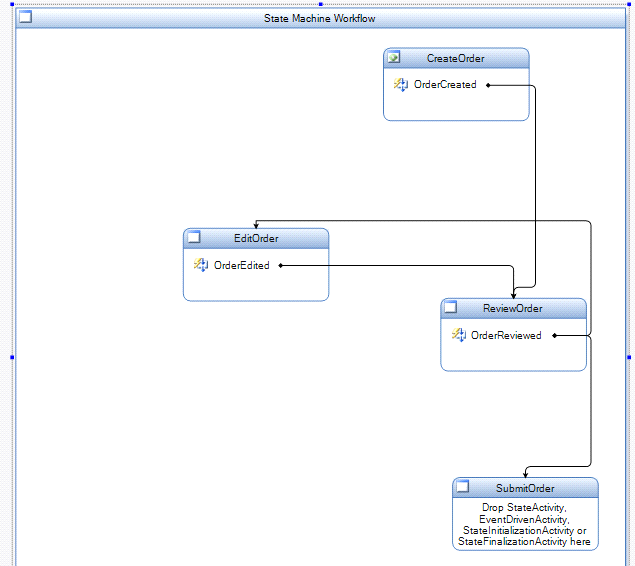 State Machine Workflow
CreateOrder
OrderCreated
EditOrder
OrderEdited
ReviewOrder
OrderReviewed
SubmitOrder
Drop StateActivity,
EventDrivenActivity,
StateInitializationActivity or
StateFinalizationActivity here